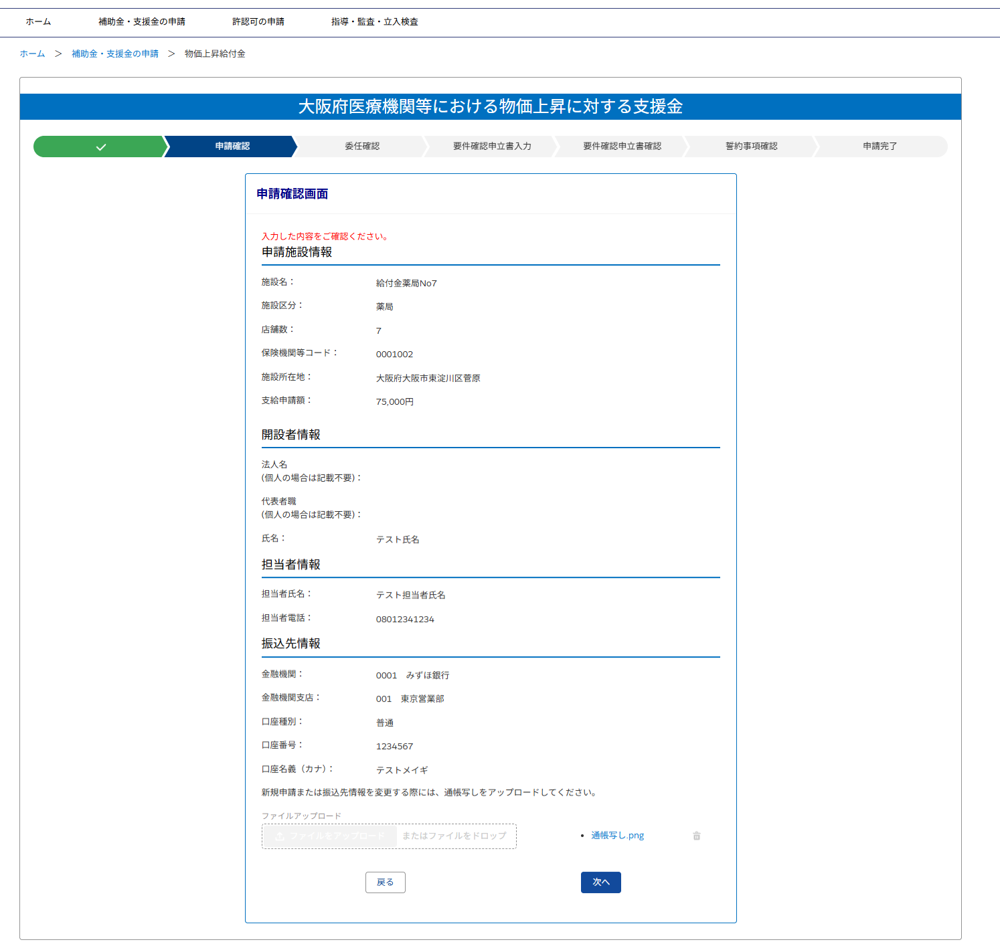 ホーム 補助金・支援金の申請 許認可の申請 指導・監査・立入検査
ホーム ＞ 補助金・支援金の申請 ＞ 物価上昇給付金
大阪府医療機関等における物価上昇に対する支援金
申請確認 委任確認 要件確認申立書入力 要件確認申立書確認 誓約事項確認 申請完了
申請確認画面
入力した内容をご確認ください。
申請施設情報
施設名： 給付金薬局No7
施設区分： 薬局
店舗数： 7
保険機関等コード： 0001002
施設所在地： 大阪府大阪市東淀川区菅原
支給申請額： 75,000円
開設者情報
法人名
(個人の場合は記載不要)：
代表者職
(個人の場合は記載不要)：
氏名： テスト氏名
担当者情報
担当者氏名： テスト担当者氏名
担当者電話： 08012341234
振込先情報
金融機関： 0001　みずほ銀行
金融機関支店： 001　東京営業部
口座種別： 普通
口座番号： 1234567
口座名義（カナ）： テストメイギ
新規申請または振込先情報を変更する際には、通帳写しをアップロードしてください。
ファイルアップロード
ファイルをアップロード またはファイルをドロップ • 通帳写し.png
戻る 次へ